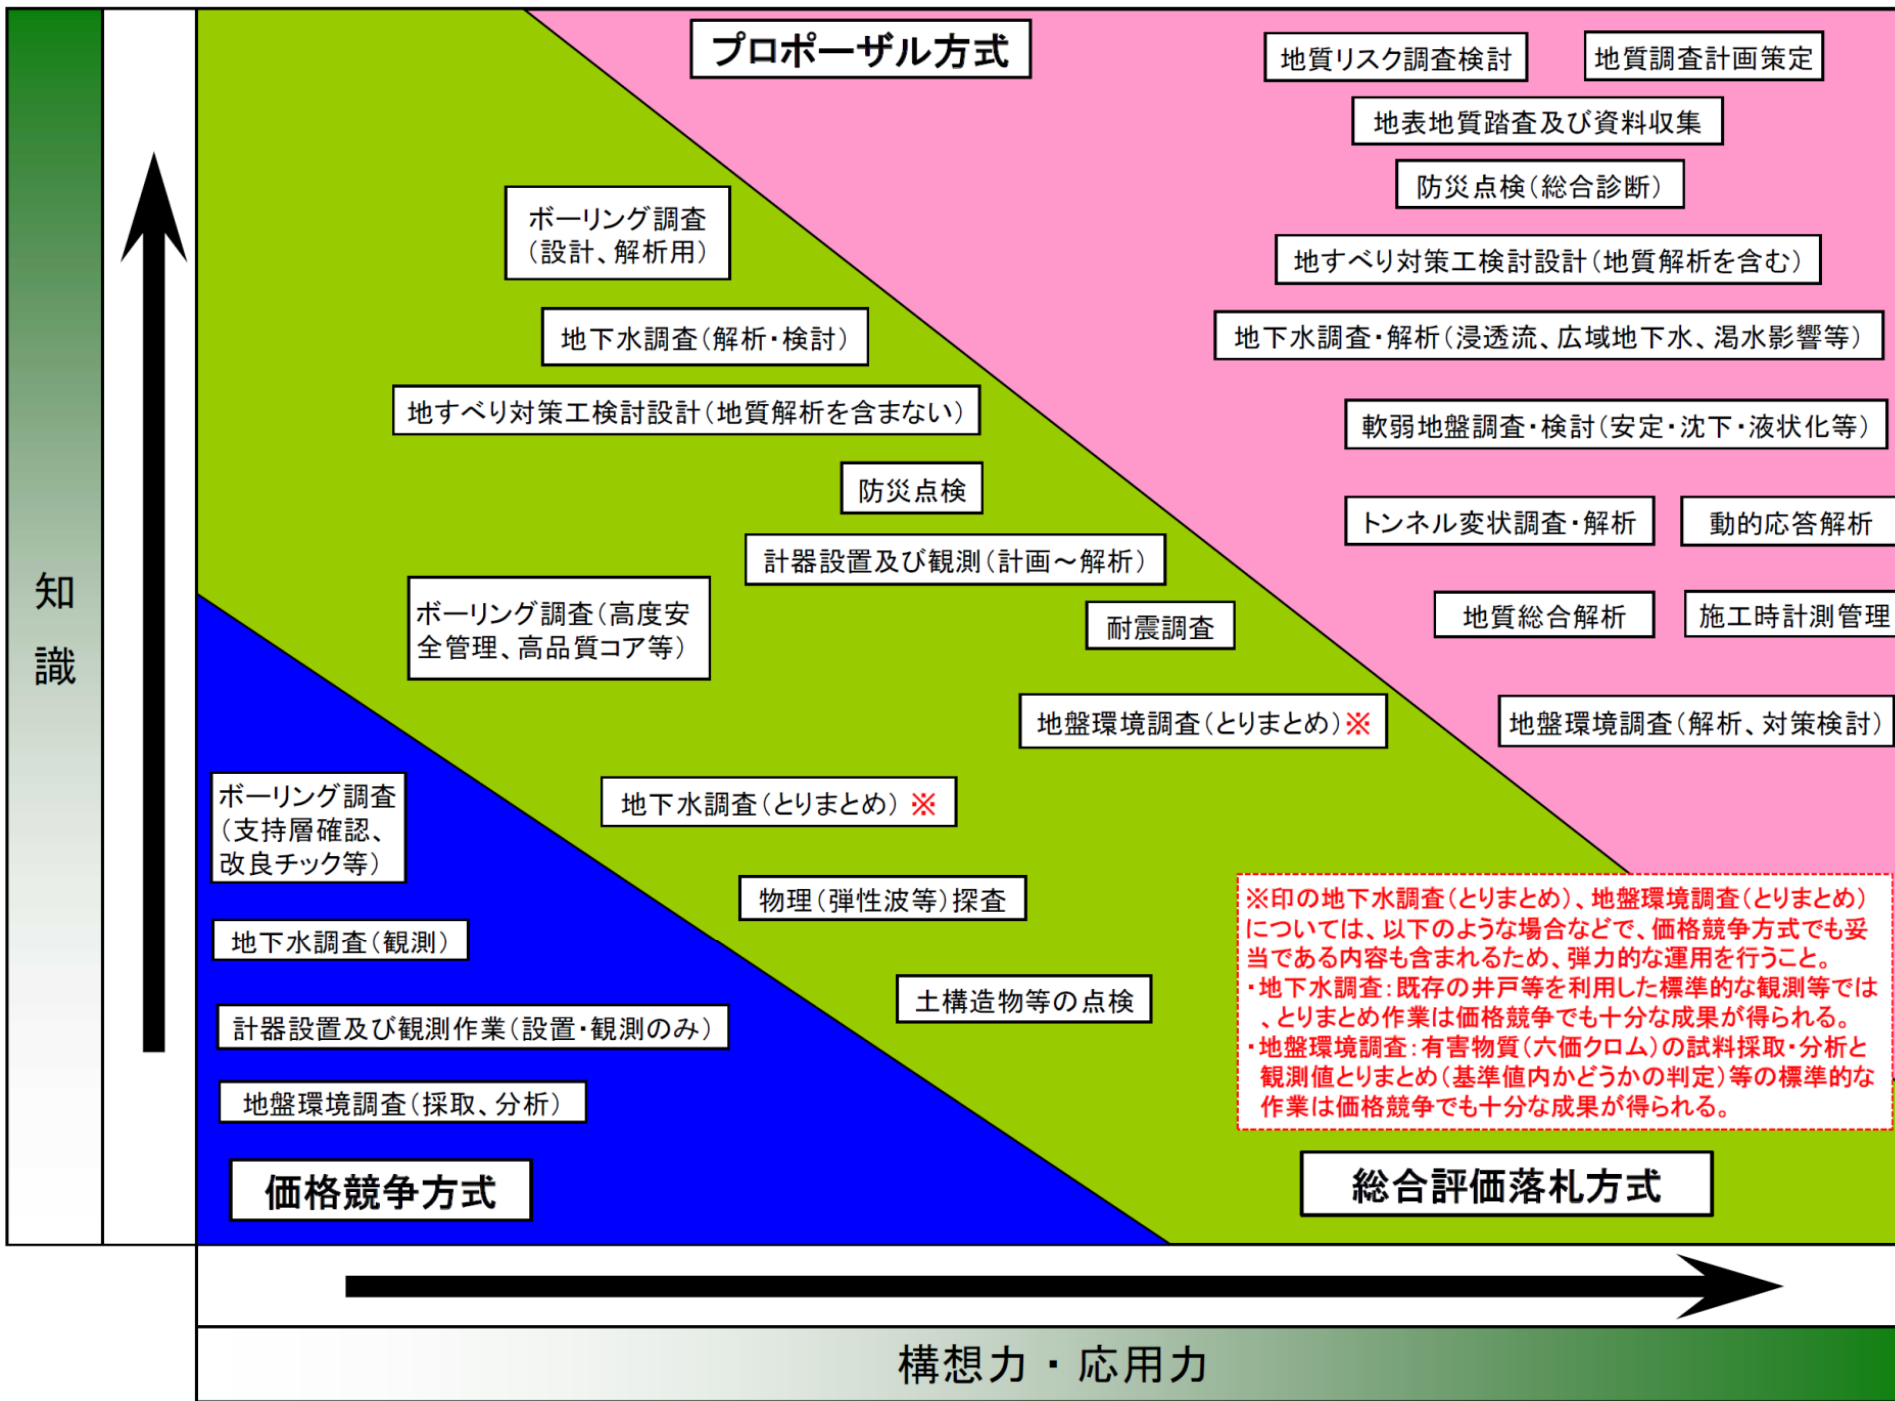 プロポーザル方式
地質リスク調査検討
地質調査計画策定
地表地質踏査及び資料収集
防災点検（総合診断）
ボーリング調査
（設計、解析用）
地すべり対策工検討設計（地質解析を含む）
地下水調査（解析・検討）
地下水調査・解析（浸透流、広域地下水、渇水影響等）
地すべり対策工検討設計（地質解析を含まない）
軟弱地盤調査・検討（安定・沈下・液状化等）
防災点検
トンネル変状調査・解析
動的応答解析
計器設置及び観測（計画～解析）
知識
ボーリング調査（高度安
全管理、高品質コア等）
耐震調査
地質総合解析
施工時計測管理
地盤環境調査（とりまとめ）※
地盤環境調査（解析、対策検討）
ボーリング調査
（支持層確認、
改良チック等）
地下水調査（とりまとめ）※
物理（弾性波等）探査
地下水調査（観測）
土構造物等の点検
計器設置及び観測作業（設置・観測のみ）
地盤環境調査（採取、分析）
※印の地下水調査（とりまとめ）、地盤環境調査（とりまとめ）
については、以下のような場合などで、価格競争方式でも妥
当である内容も含まれるため、弾力的な運用を行うこと。
・地下水調査：既存の井戸等を利用した標準的な観測等では
、とりまとめ作業は価格競争でも十分な成果が得られる。
・地盤環境調査：有害物質（六価クロム）の試料採取・分析と
観測値とりまとめ（基準値内かどうかの判定）等の標準的な
作業は価格競争でも十分な成果が得られる。
価格競争方式
総合評価落札方式
構想力・応用力